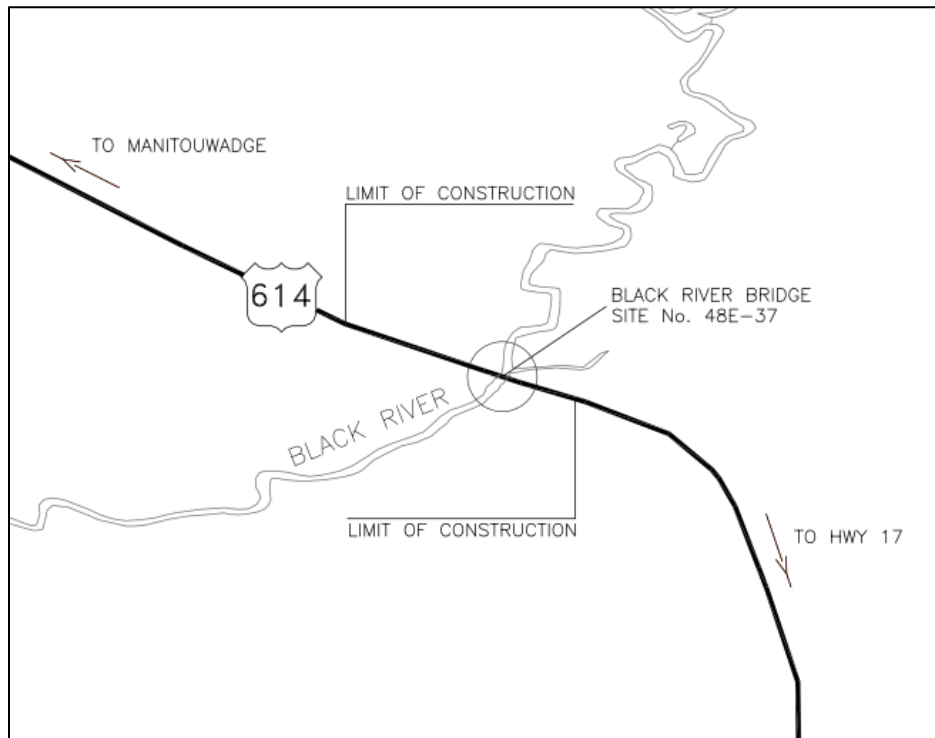 TO MANITOUWADGE
LIMIT OF CONSTRUCTION
614
BLACK RIVER BRIDGE
SITE No. 48E-37
BLACK RIVER
LIMIT OF CONSTRUCTION
TO HWY 17